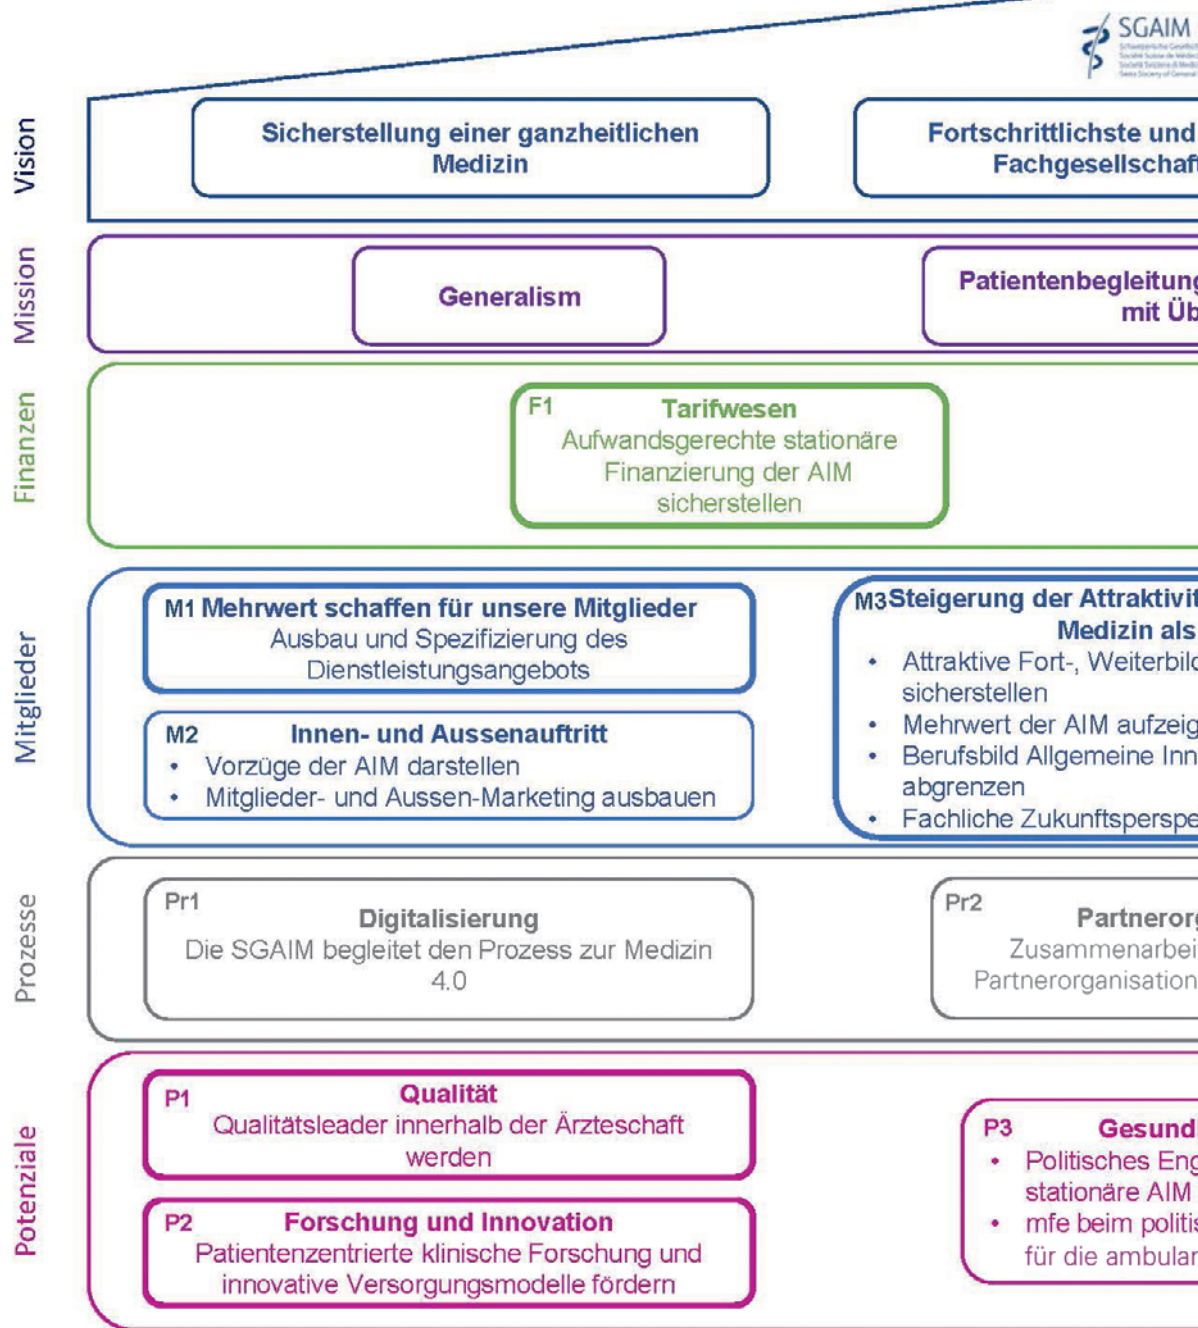 SGAIM
Vision
Sicherstellung einer ganzheitlichen
Medizin
Fortschrittlichste und
Fachgesellschaft
Mission
Generalism
Patientenbegleitung
mit Üb
Finanzen
F1 Tarifwesen
Aufwandsgerechte stationäre
Finanzierung der AIM
sicherstellen
Mitglieder
M1 Mehrwert schaffen für unsere Mitglieder
Ausbau und Spezifizierung des
Dienstleistungsangebots
M2 Innen- und Aussenauftritt
• Vorzüge der AIM darstellen
• Mitglieder- und Aussen-Marketing ausbauen
M3 Steigerung der Attraktivit
Medizin als
• Attraktive Fort-, Weiterbild
sicherstellen
• Mehrwert der AIM aufzeig
• Berufsbild Allgemeine Inn
abgrenzen
• Fachliche Zukunftsperspe
Prozesse
Pr1
Digitalisierung
Die SGAIM begleitet den Prozess zur Medizin
4.0
Pr2
Partnerorg
Zusammenarbei
Partnerorganisation
Potenziale
P1 Qualität
Qualitätsleader innerhalb der Ärzteschaft
werden
P2 Forschung und Innovation
Patientenzentrierte klinische Forschung und
innovative Versorgungsmodelle fördern
P3 Gesundh
• Politisches Eng
stationäre AIM
• mfe beim politis
für die ambular